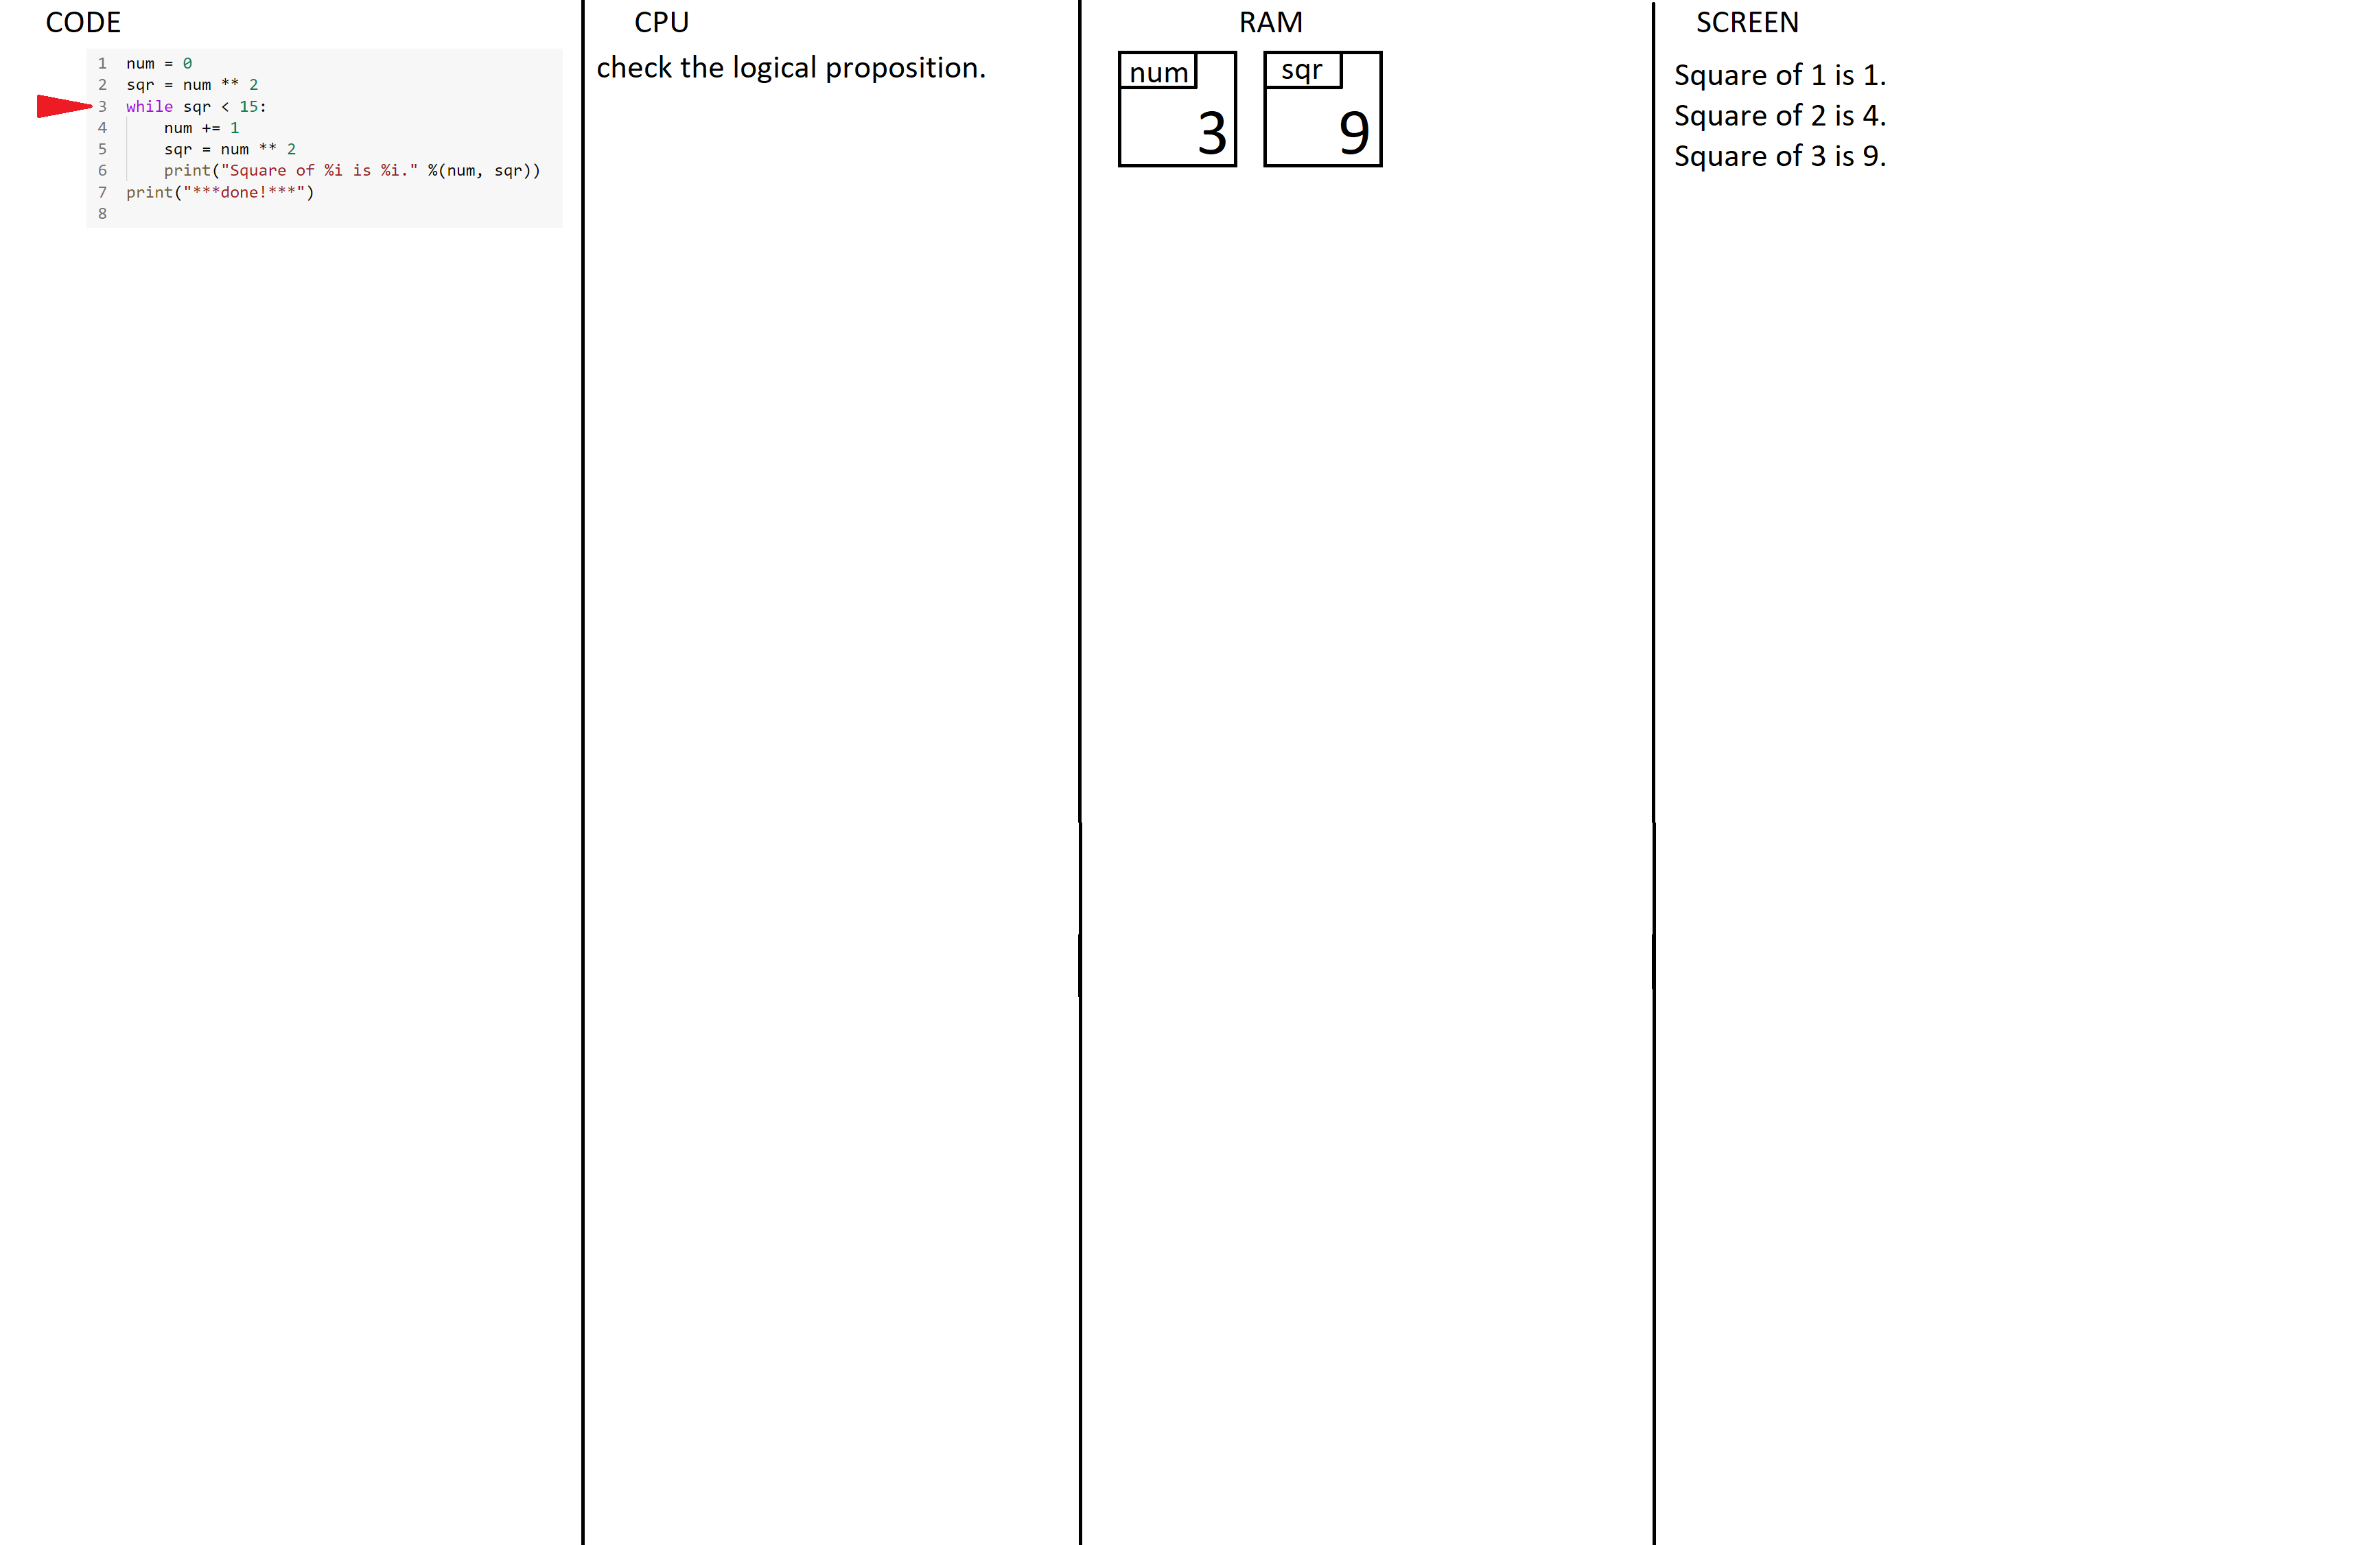 CODE
1 num = 0
2 sqr = num ** 2
3 while sqr < 15:
4     num += 1
5     sqr = num ** 2
6     print("Square of %i is %i." %(num, sqr))
7 print("***done!***")
8
CPU
check the logical proposition.
RAM
num
3
sqr
9
SCREEN
Square of 1 is 1.
Square of 2 is 4.
Square of 3 is 9.